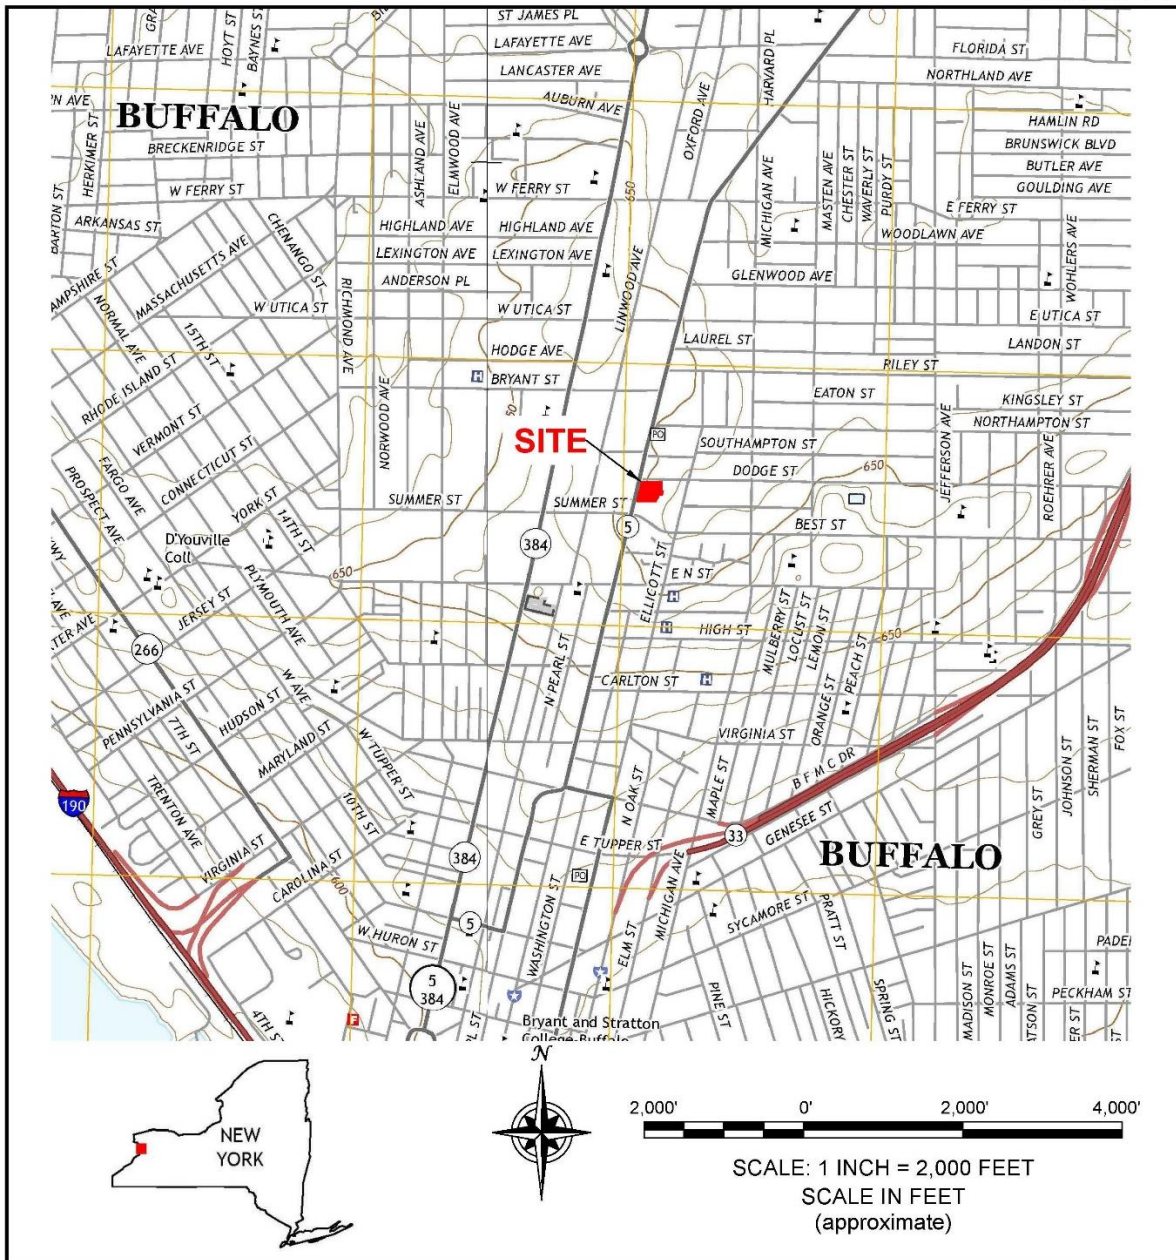 ST JAMES PL
LAFAYETTE AVE
HOYT ST
BAYNES ST
LAFAYETTE AVE
HARVARD PL
FLORIDA ST
LANCASTER AVE
NORTHLAND AVE
AUBURN AVE
OXFORD AVE
BUFFALO
HERKIMER ST
BRECKENRIDGE ST
ASHLAND AVE
ELMWOOD AVE
HAMLIN RD
BRUNSWICK BLVD
BUTLER AVE
GOULDING AVE
W FERRY ST
W FERRY ST
650
MICHIGAN AVE
MASTEN AVE
CHESTER ST
WAVERLY ST
PURDY ST
E FERRY ST
BARTON ST
ARKANSAS ST
CHENANGO ST
HIGHLAND AVE
HIGHLAND AVE
WOODLAWN AVE
WOHLERS AVE
MASSACHUSETTS AVE
LEXINGTON AVE
LEXINGTON AVE
ANDERSON PL
GLENWOOD AVE
LINWOOD AVE
NORMAL AVE
15TH ST
W UTICA ST
RICHMOND AVE
W UTICA ST
E UTICA ST
HODGE AVE
LAUREL ST
LANDON ST
RILEY ST
RHODE ISLAND ST
H
BRYANT ST
EATON ST
KINGSLEY ST
NORTHAMPTON ST
VERMONT ST
NORWOOD AVE
SITE
PO
SOUTHAMPTON ST
DODGE ST
650
JEFFERSON AVE
ROEHRER AVE
CONNECTICUT ST
FARGO AVE
PROSPECT AVE
YORK ST
14TH ST
SUMMER ST
SUMMER ST
5
BEST ST
D'Youville
Coll
384
ELLICOTT ST
E N ST
650
H
JERSEY ST
PLYMOUTH AVE
266
H
HIGH ST
650
MULBERRY ST
LOCUST ST
LEMON ST
PEACH ST
ORANGE ST
N PEARL ST
PENNSYLVANIA ST
HUDSON ST
W AVE
CARLTON ST
H
7TH ST
MARYLAND ST
W TUPPER ST
VIRGINIA ST
FOX ST
SHERMAN ST
JOHNSON ST
GREY ST
B F M C DR
190
TRENTON AVE
10TH ST
N OAK ST
MAPLE ST
33
GENESEE ST
E TUPPER ST
384
BUFFALO
VIRGINIA ST
CAROLINA ST
600
PO
MICHIGAN AVE
SYCAMORE ST
PRATT ST
5
W HURON ST
WASHINGTON ST
ELM ST
5
384
PINE ST
HICKORY
SPRING ST
MADISON ST
MONROE ST
ADAMS ST
PECKHAM ST
4TH ST
F
Bryant and Stratton
College-Buffalo
N
NEW
YORK
2,000'
0'
2,000'
4,000'
SCALE: 1 INCH = 2,000 FEET
SCALE IN FEET
(approximate)